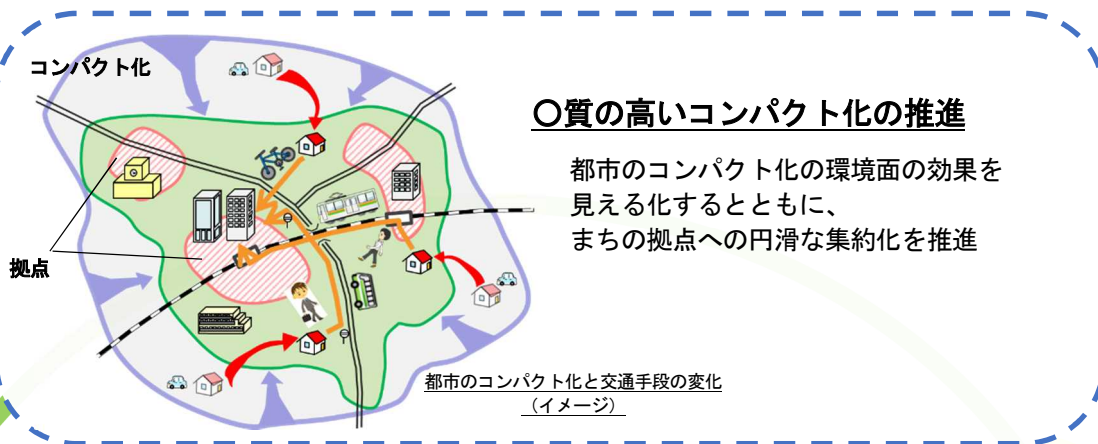 コンパクト化
拠点
〇質の高いコンパクト化の推進
都市のコンパクト化の環境面の効果を
見える化するとともに、
まちの拠点への円滑な集約化を推進
都市のコンパクト化と交通手段の変化
（イメージ）